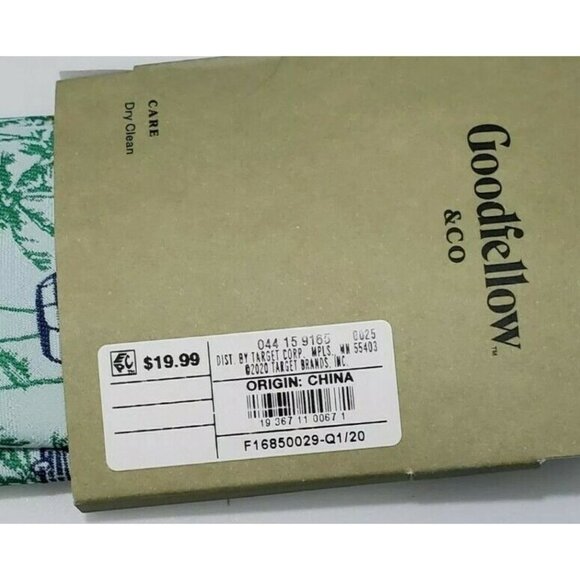 CARE
Dry Clean
Goodfellow
&CO
TM
$19.99
044 15 9165 0025
DIST. BY TARGET CORP. MPLS, MN 55403
©2020 TARGET BRANDS, INC.
ORIGIN: CHINA
19 367 11 0067 1
F16850029-Q1/20